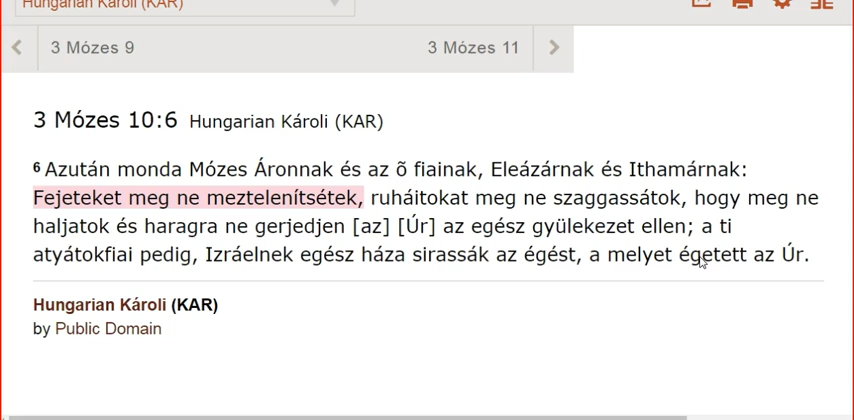 Hungarian Károli (KAR)
3 Mózes 9
3 Mózes 11
3 Mózes 10:6 Hungarian Károli (KAR)
6 Azután monda Mózes Áronnak és az õ fiainak, Eleázárnak és Ithamárnak:
Fejeteket meg ne meztelenítsétek, ruháitokat meg ne szaggassátok, hogy meg ne
haljatok és haragra ne gerjedjen [az] [Úr] az egész gyülekezet ellen; a ti
atyátokfiai pedig, Izráelnek egész háza sirassák az égést, a melyet égetett az Úr.
Hungarian Károli (KAR)
by Public Domain